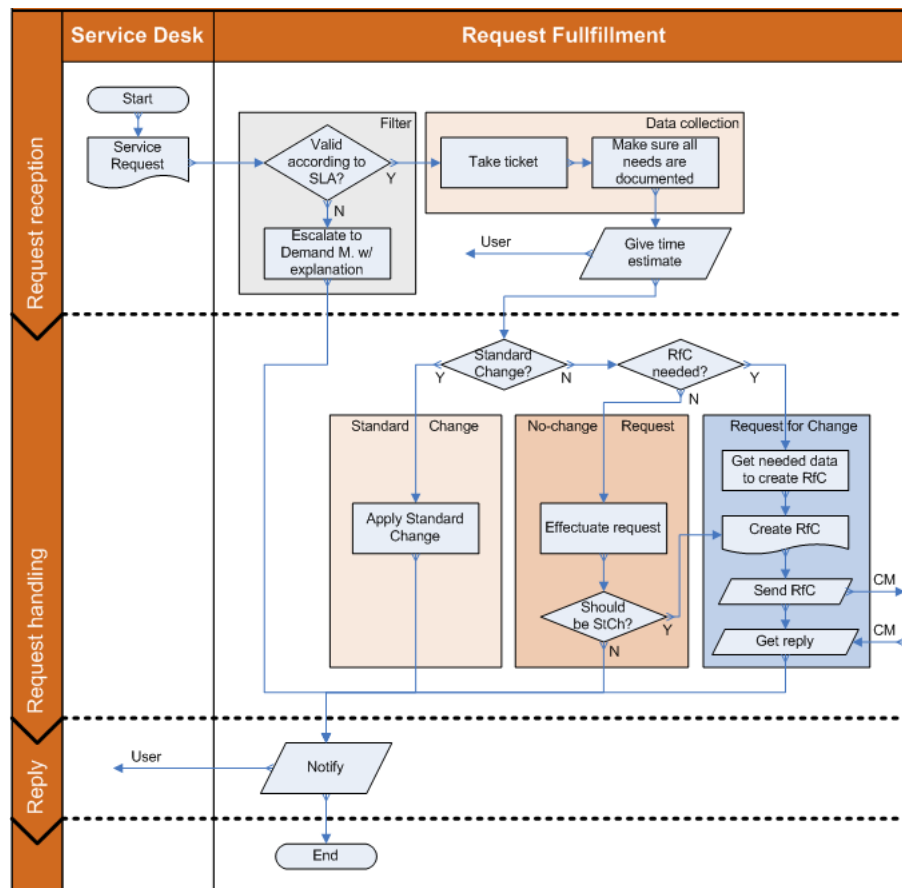 Service Desk
Request Fullfillment
Request reception
Start
Service
Request
Filter
Valid
according to
SLA?
Y
N
Escalate to
Demand M. w/
explanation
Data collection
Take ticket
Make sure all
needs are
documented
User
Give time
estimate
Request handling
Standard
Change?
Y
N
RfC
needed?
Y
N
Standard Change
Apply Standard
Change
No-change Request
Effectuate request
Should
be StCh?
Y
N
Request for Change
Get needed data
to create RfC
Create RfC
Send RfC
CM
Get reply
CM
Reply
User
Notify
End